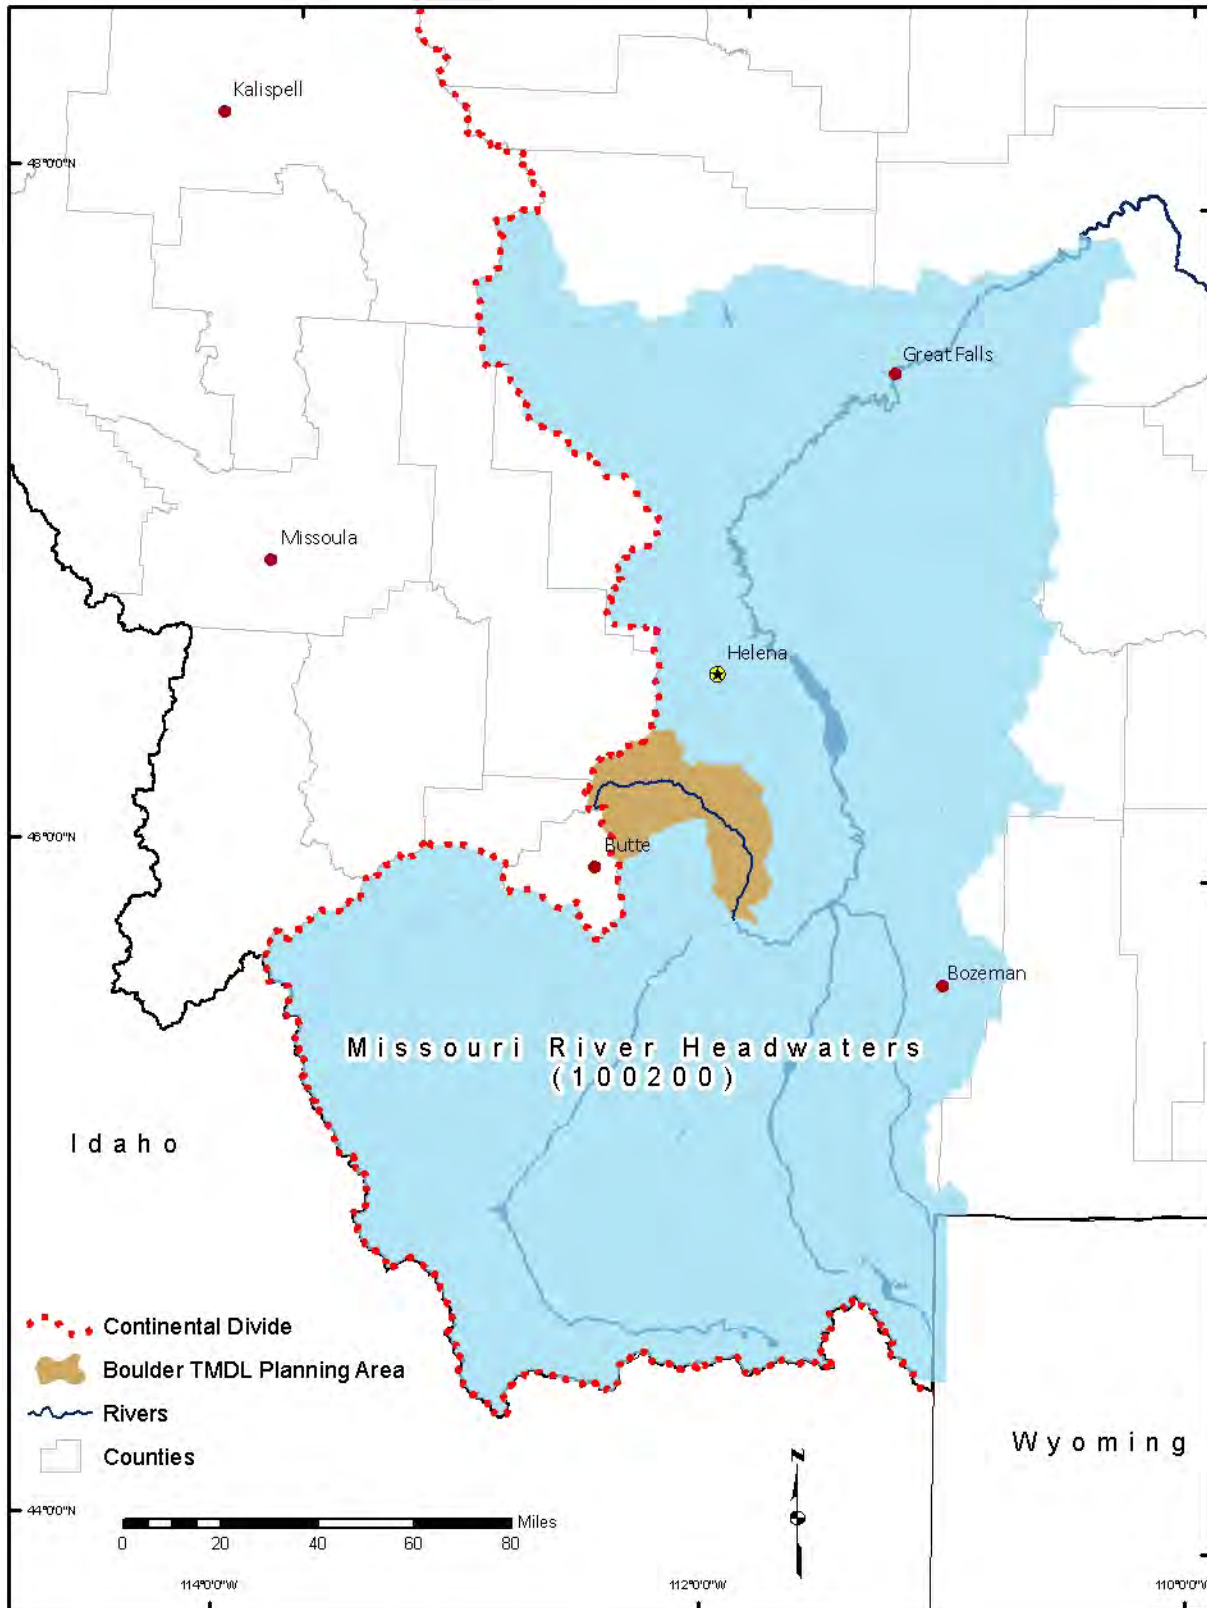 Kalispell
48°0'0"N
Great Falls
Missoula
Helena
46°0'0"N
Butte
Bozeman
Missouri River Headwaters
(100200)
Idaho
Continental Divide
Boulder TMDL Planning Area
Rivers
Counties
Wyoming
N
44°0'0"N
Miles
0 20 40 60 80
114°0'0"W 112°0'0"W 110°0'0"W